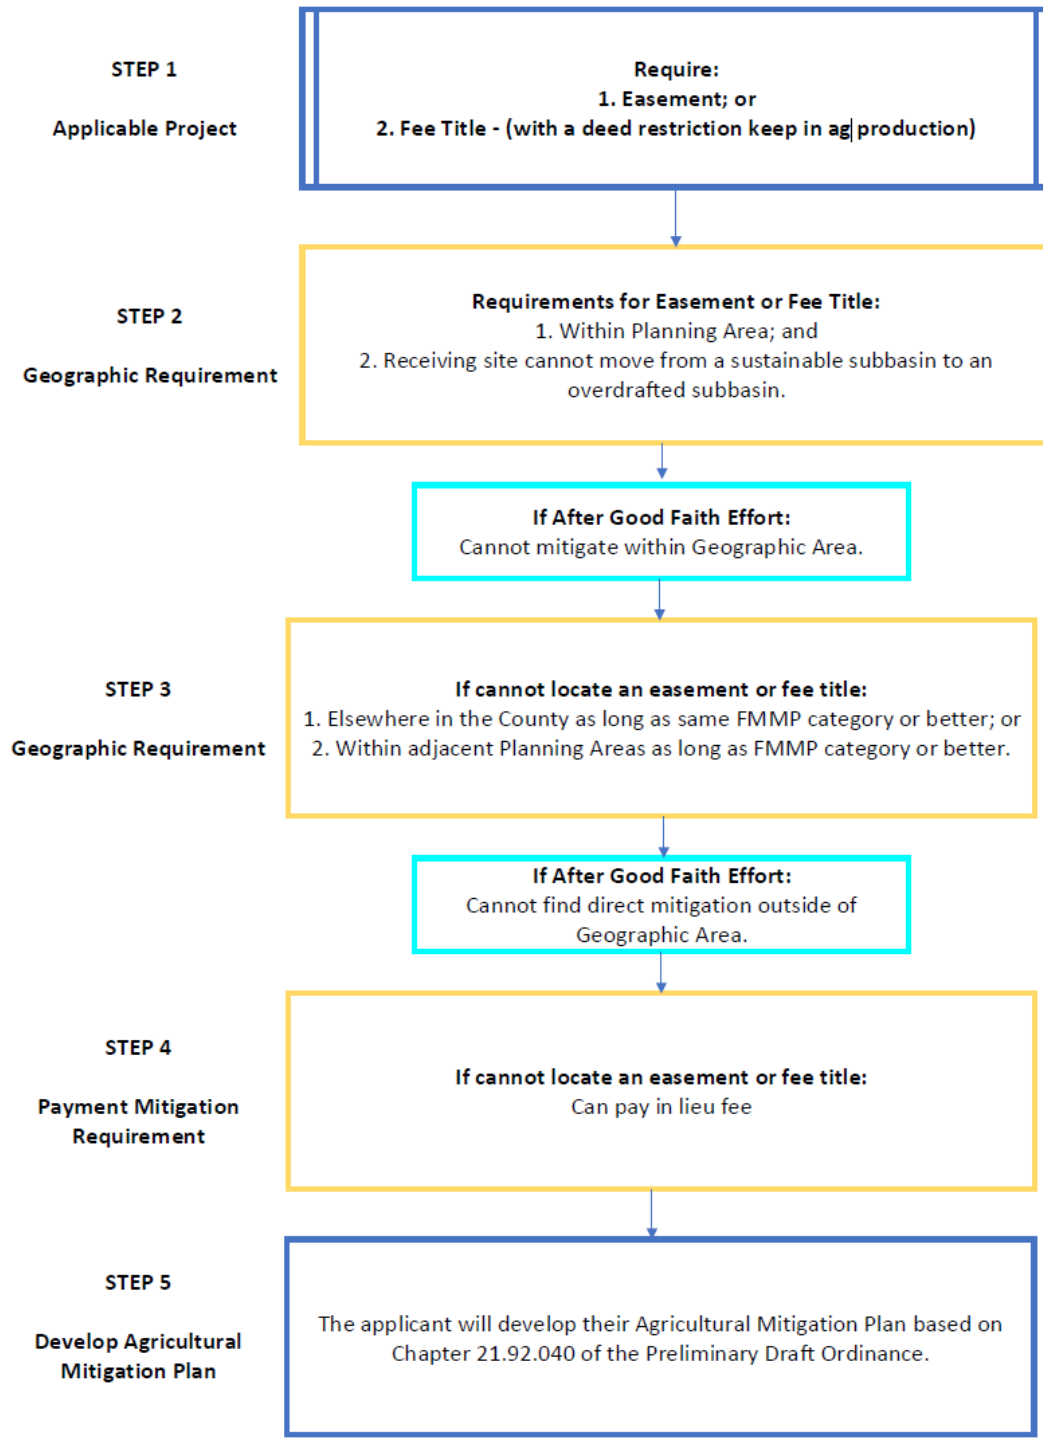 STEP 1
Applicable Project
Require:
1. Easement; or
2. Fee Title - (with a deed restriction keep in ag production)
STEP 2
Geographic Requirement
Requirements for Easement or Fee Title:
1. Within Planning Area; and
2. Receiving site cannot move from a sustainable subbasin to an
overdrafted subbasin.
If After Good Faith Effort:
Cannot mitigate within Geographic Area.
STEP 3
Geographic Requirement
If cannot locate an easement or fee title:
1. Elsewhere in the County as long as same FMMP category or better; or
2. Within adjacent Planning Areas as long as FMMP category or better.
If After Good Faith Effort:
Cannot find direct mitigation outside of
Geographic Area.
STEP 4
Payment Mitigation
Requirement
If cannot locate an easement or fee title:
Can pay in lieu fee
STEP 5
Develop Agricultural
Mitigation Plan
The applicant will develop their Agricultural Mitigation Plan based on
Chapter 21.92.040 of the Preliminary Draft Ordinance.